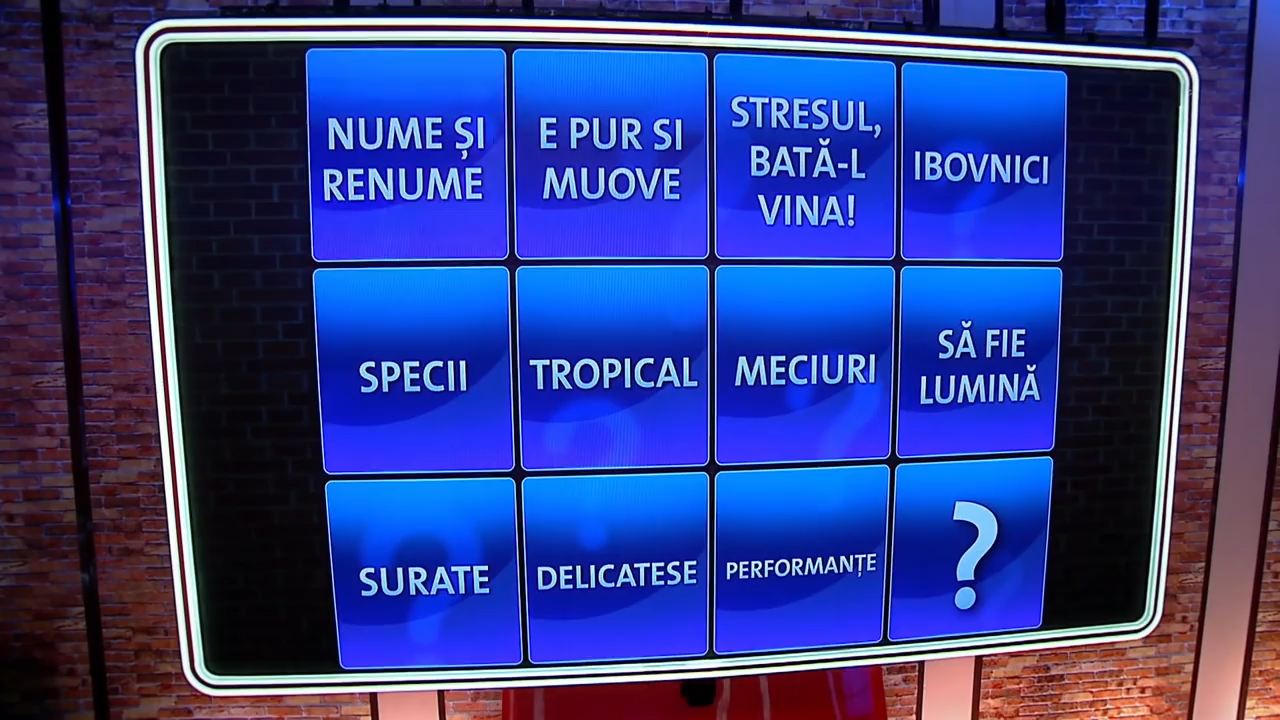 NUME ȘI
RENUME
E PUR SI
MUOVE
STRESUL,
BATĂ-L
VINA!
IBOVNICI
SPECII
TROPICAL
MECIURI
SĂ FIE
LUMINĂ
SURATE
DELICATESE
PERFORMANȚE
?